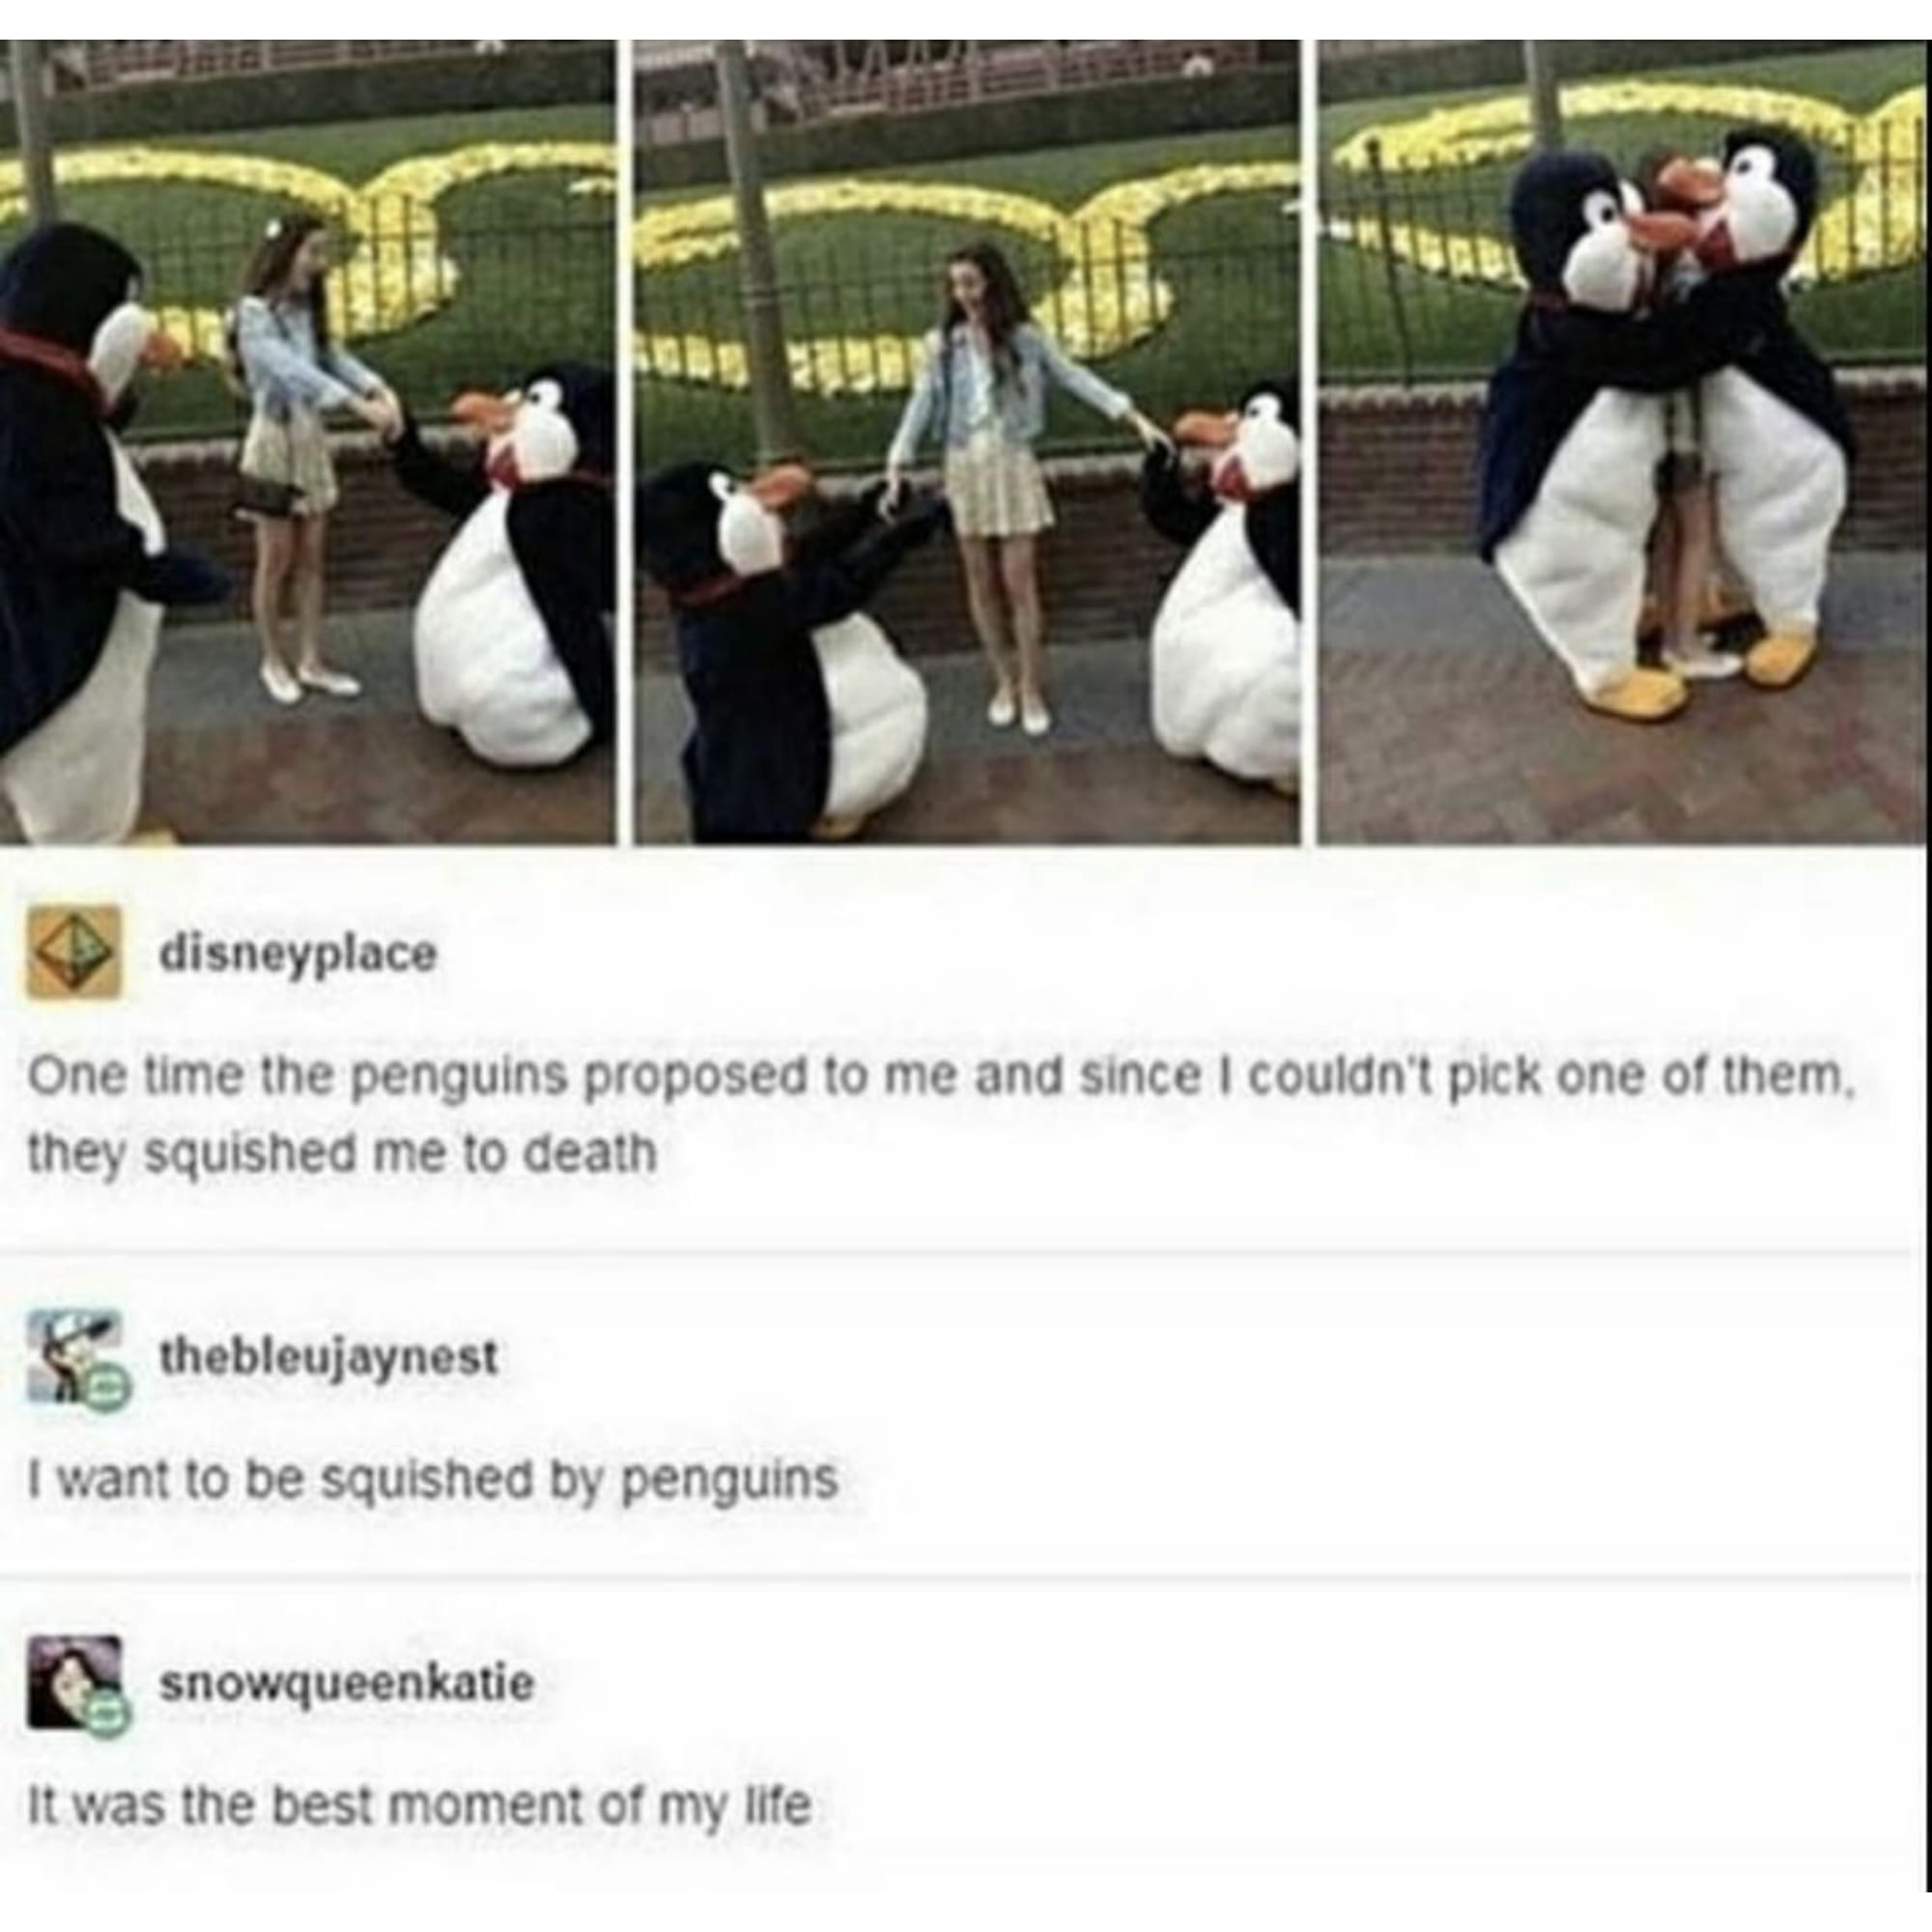 disneyplace
One time the penguins proposed to me and since I couldn't pick one of them,
they squished me to death
thebleujaynest
I want to be squished by penguins
snowqueenkatie
It was the best moment of my life